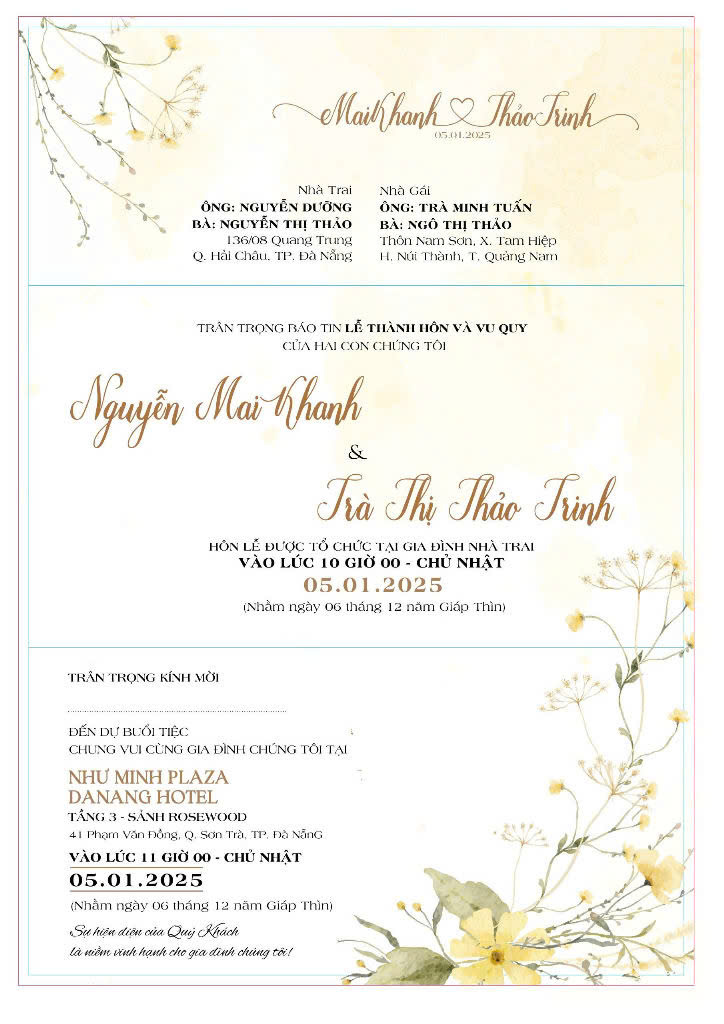 Mai Khanh Thảo Trinh
05.01.2025
Nhà Trai
ÔNG: NGUYỄN DƯỠNG
BÀ: NGUYỄN THỊ THẢO
136/08 Quang Trung
Q. Hải Châu, TP. Đà Nẵng
Nhà Gái
ÔNG: TRÀ MINH TUẤN
BÀ: NGÔ THỊ THẢO
Thôn Nam Sơn, X. Tam Hiệp
H. Núi Thành, T. Quảng Nam
TRÂN TRỌNG BÁO TIN LỄ THÀNH HÔN VÀ VU QUY
CỦA HAI CON CHÚNG TÔI
Nguyễn Mai Khanh
&
Trà Thị Thảo Trinh
HÔN LỄ ĐƯỢC TỔ CHỨC TẠI GIA ĐÌNH NHÀ TRAI
VÀO LÚC 10 GIỜ 00 - CHỦ NHẬT
05.01.2025
(Nhằm ngày 06 tháng 12 năm Giáp Thìn)
TRÂN TRỌNG KÍNH MỜI
ĐẾN DỰ BUỔI TIỆC
CHUNG VUI CÙNG GIA ĐÌNH CHÚNG TÔI TẠI
NHƯ MINH PLAZA
DANANG HOTEL
TẦNG 3 - SẢNH ROSEWOOD
41 Phạm Văn Đồng, Q. Sơn Trà, TP. Đà NẵnG
VÀO LÚC 11 GIỜ 00 - CHỦ NHẬT
05.01.2025
(Nhằm ngày 06 tháng 12 năm Giáp Thìn)
Sự hiện diện của Quý Khách
là niềm vinh hạnh cho gia đình chúng tôi!